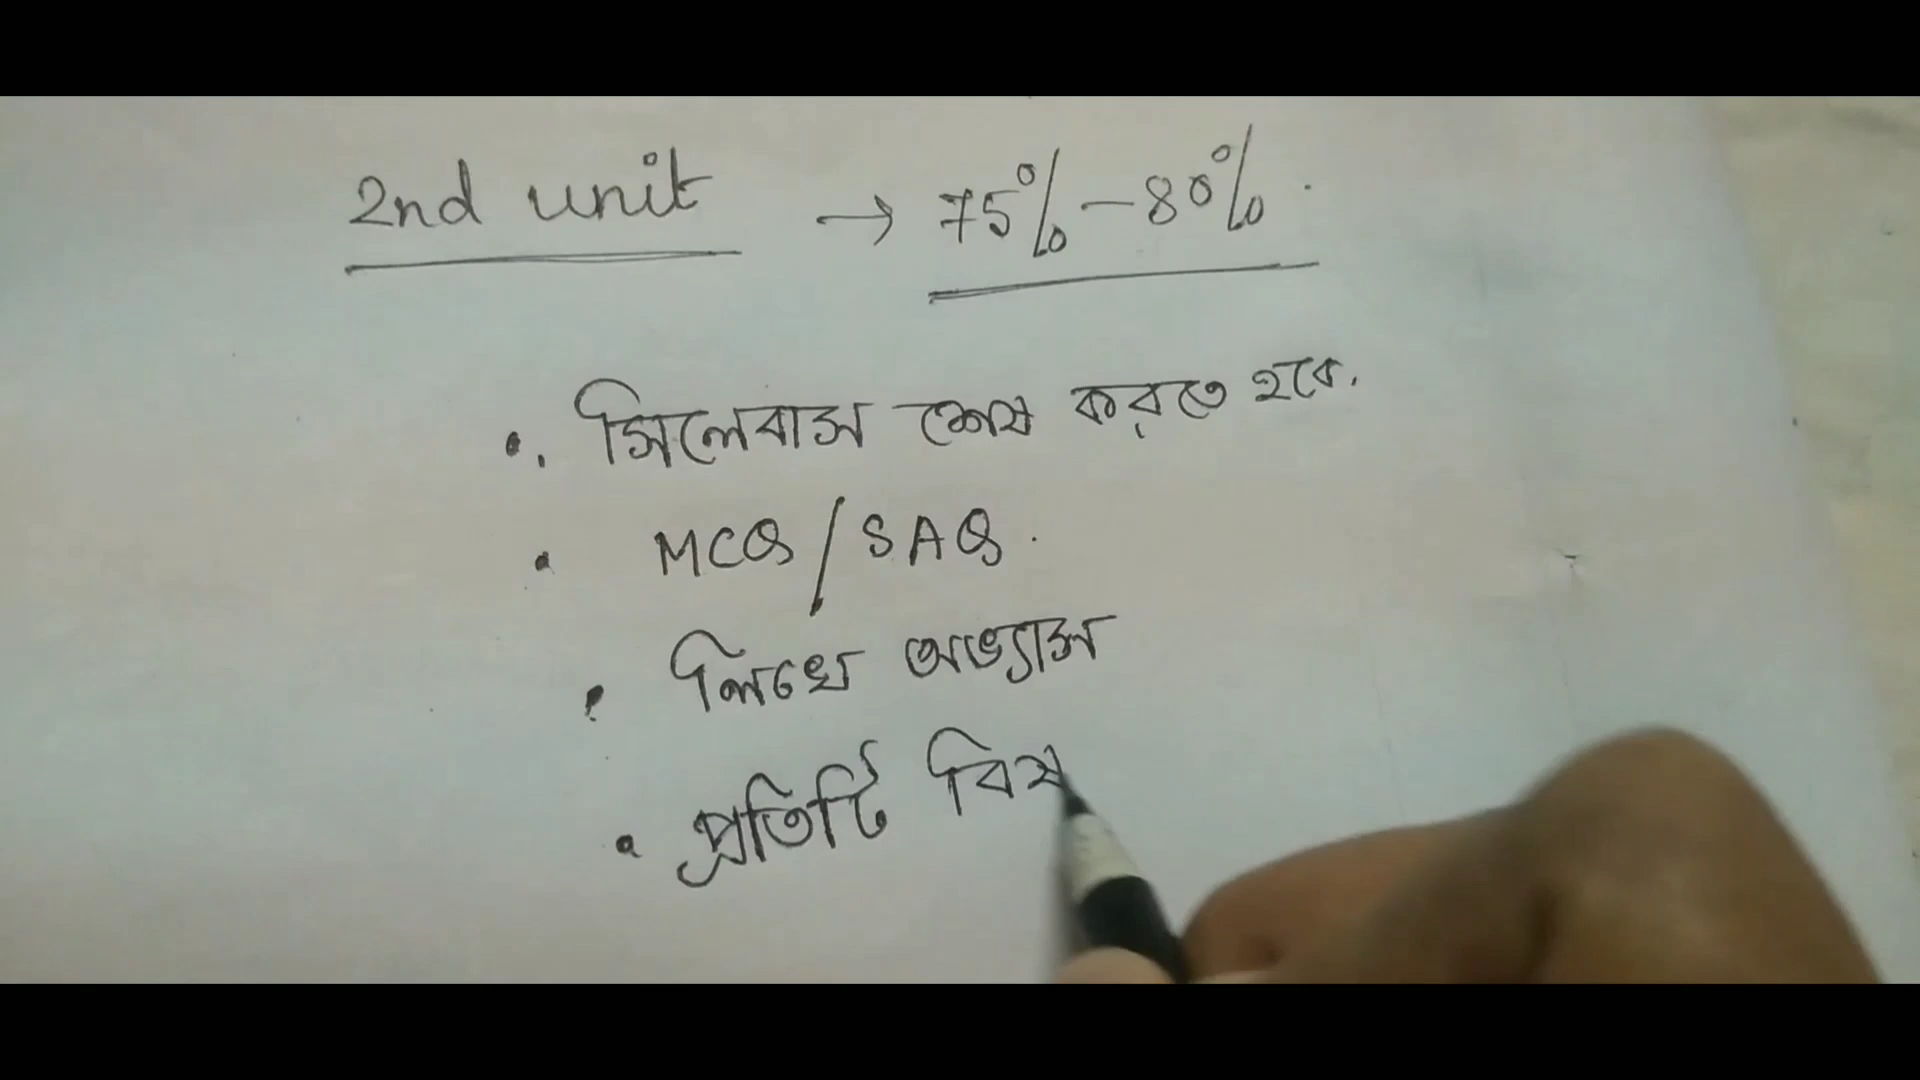 2nd unit → 75% - 80%.
• সিলেবাস শেষ করতে হবে.
• MCQ / SAQ.
• লিখে অভ্যাস
• প্রতিটি বিষ